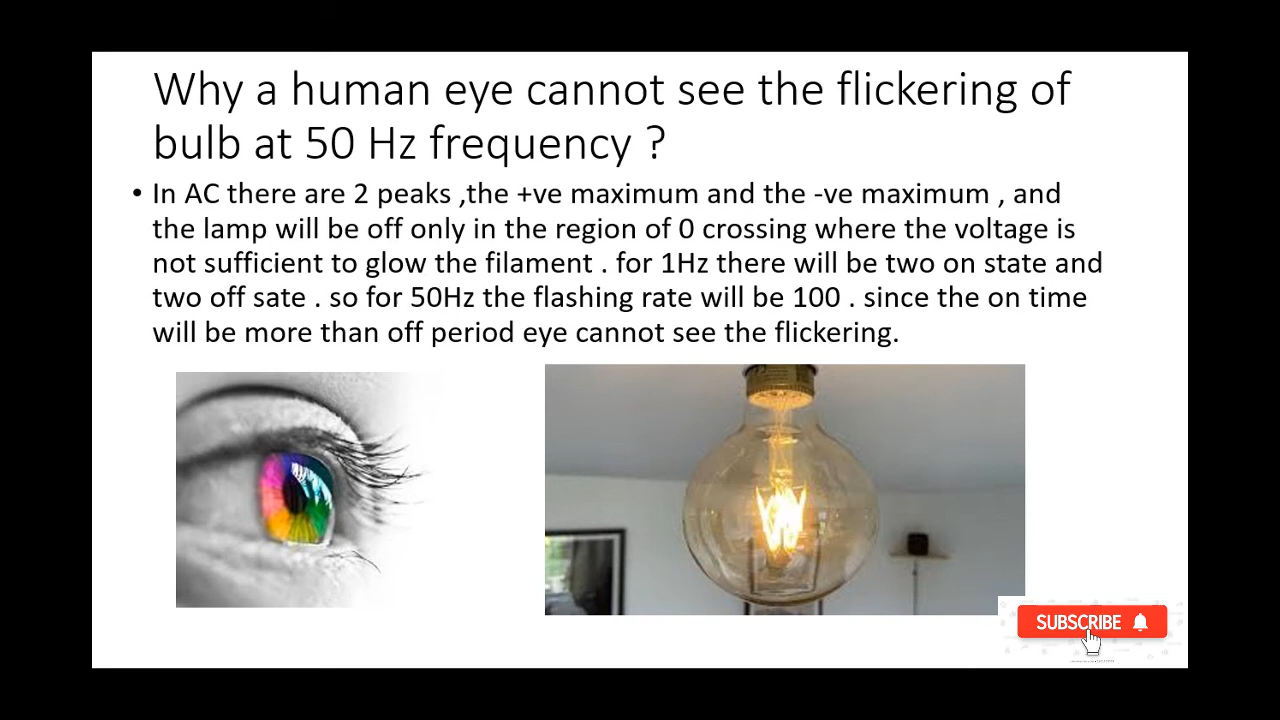 Why a human eye cannot see the flickering of
bulb at 50 Hz frequency ?
• In AC there are 2 peaks ,the +ve maximum and the -ve maximum , and
the lamp will be off only in the region of 0 crossing where the voltage is
not sufficient to glow the filament . for 1Hz there will be two on state and
two off sate . so for 50Hz the flashing rate will be 100 . since the on time
will be more than off period eye cannot see the flickering.
SUBSCRIBE